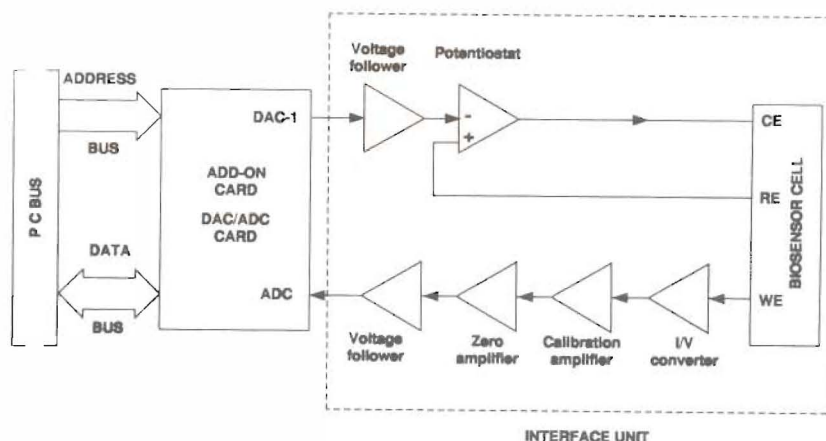 Voltage
follower
Potentiostat
ADDRESS
BUS
DAC-1
-
+
CE
ADD-ON
CARD
DAC/ADC
CARD
P C BUS
RE
BIOSENSOR CELL
DATA
BUS
ADC
WE
Voltage
follower
Zero
amplifier
Calibration
amplifier
I/V
converter
INTERFACE UNIT